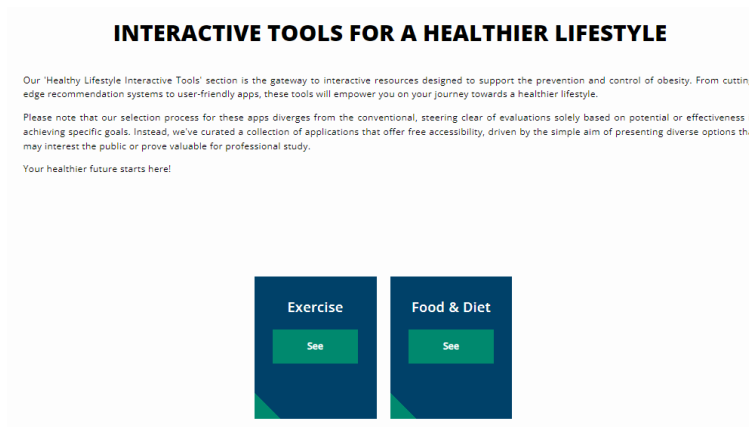 INTERACTIVE TOOLS FOR A HEALTHIER LIFESTYLE
Our 'Healthy Lifestyle Interactive Tools' section is the gateway to interactive resources designed to support the prevention and control of obesity. From
edge recommendation systems to user-friendly apps, these tools will empower you on your journey towards a healthier lifestyle.
Please note that our selection process for these apps diverges from the conventional, steering clear of evaluations solely based on potential or effectiveness
achieving specific goals. Instead, we've curated a collection of applications that offer free accessibility, driven by the simple aim of presenting diverse options
may interest the public or prove valuable for professional study.
Your healthier future starts here!
Exercise
Food & Diet
See
See